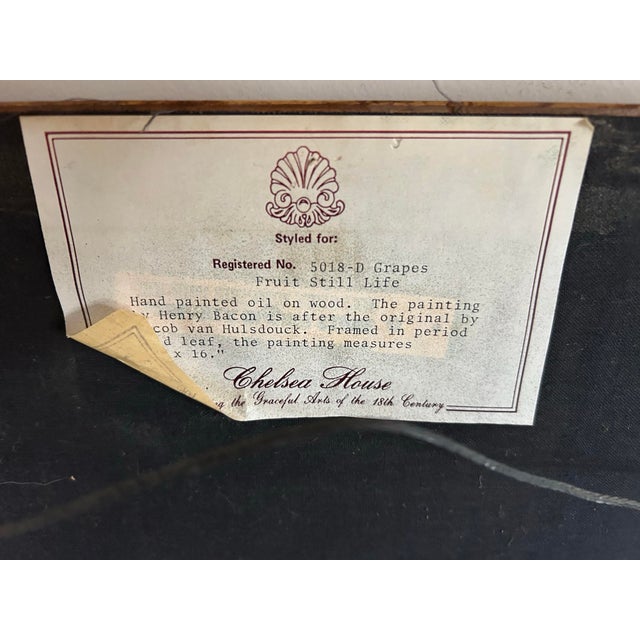 Styled for:
Registered No. 5018-D Grapes
Fruit Still Life
Hand painted oil on wood. The painting
by Henry Bacon is after the original by
cob van Hulsdouck. Framed in period
d leaf, the painting measures
x 16."
Chelsea House
ng the Graceful Arts of the 18th Century